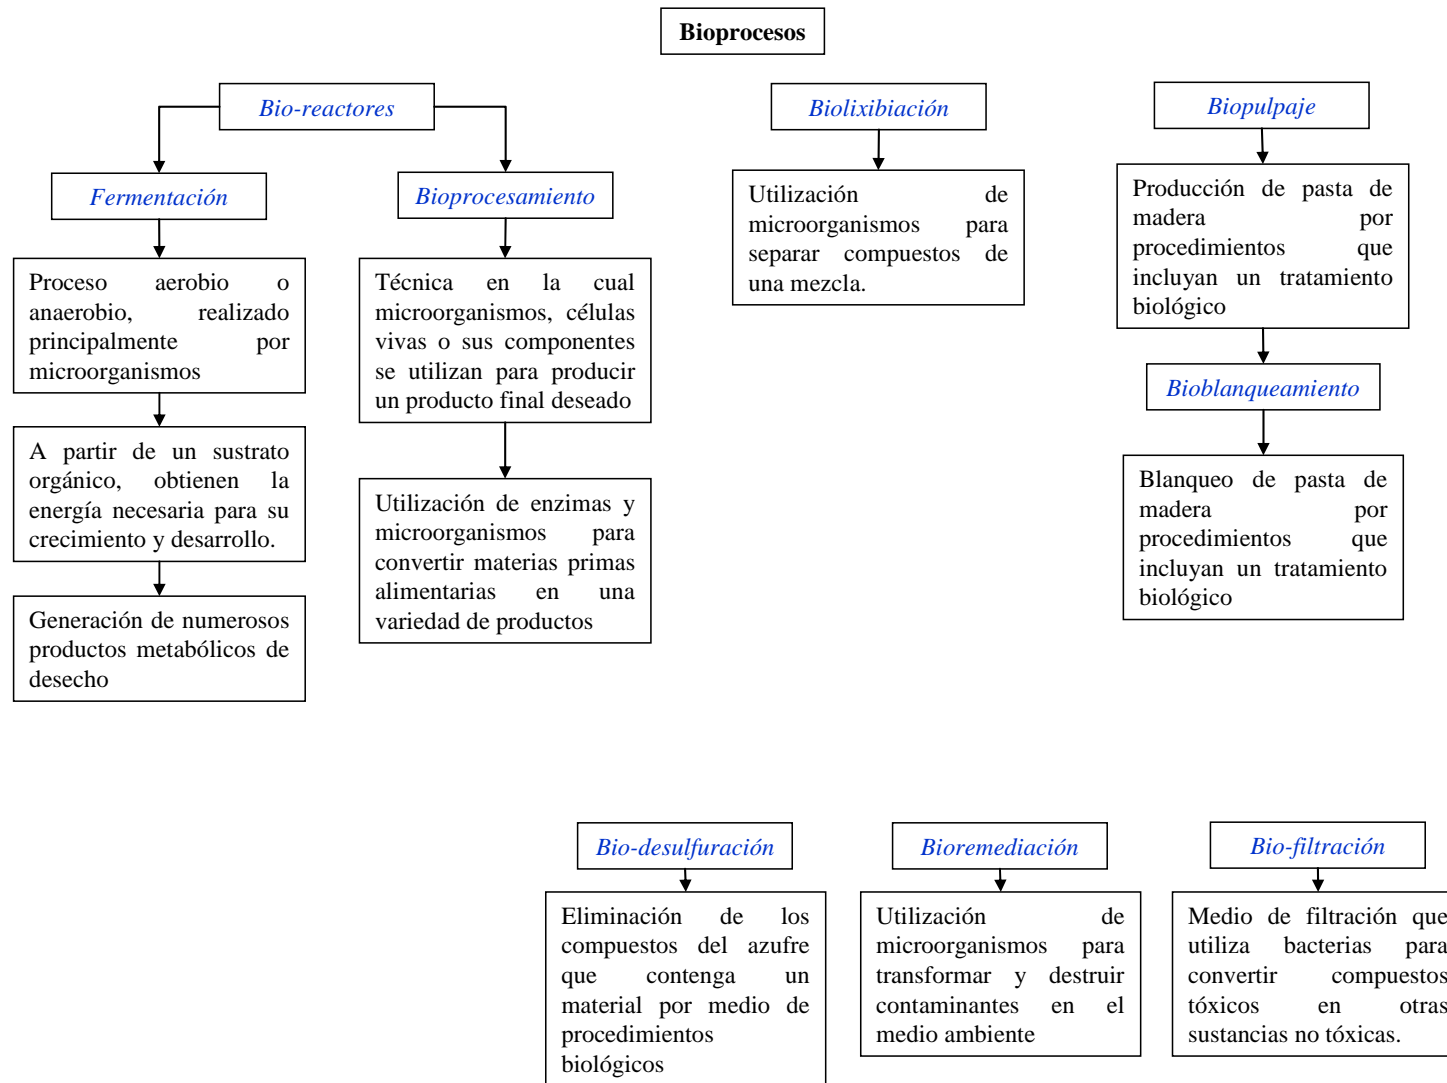 Bioprocesos
Bio-reactores
Fermentación
Proceso aerobio o
anaerobio, realizado
principalmente por
microorganismos
A partir de un sustrato
orgánico, obtienen la
energía necesaria para su
crecimiento y desarrollo.
Generación de numerosos
productos metabólicos de
desecho
Bioprocesamiento
Técnica en la cual
microorganismos, células
vivas o sus componentes
se utilizan para producir
un producto final deseado
Utilización de enzimas y
microorganismos para
convertir materias primas
alimentarias en una
variedad de productos
Biolixibiación
Utilización de
microorganismos para
separar compuestos de
una mezcla.
Biopulpaje
Producción de pasta de
madera por
procedimientos que
incluyan un tratamiento
biológico
Bioblanqueamiento
Blanqueo de pasta de
madera por
procedimientos que
incluyan un tratamiento
biológico
Bio-desulfuración
Eliminación de los
compuestos del azufre
que contenga un
material por medio de
procedimientos
biológicos
Bioremediación
Utilización de
microorganismos para
transformar y destruir
contaminantes en el
medio ambiente
Bio-filtración
Medio de filtración que
utiliza bacterias para
convertir compuestos
tóxicos en otras
sustancias no tóxicas.